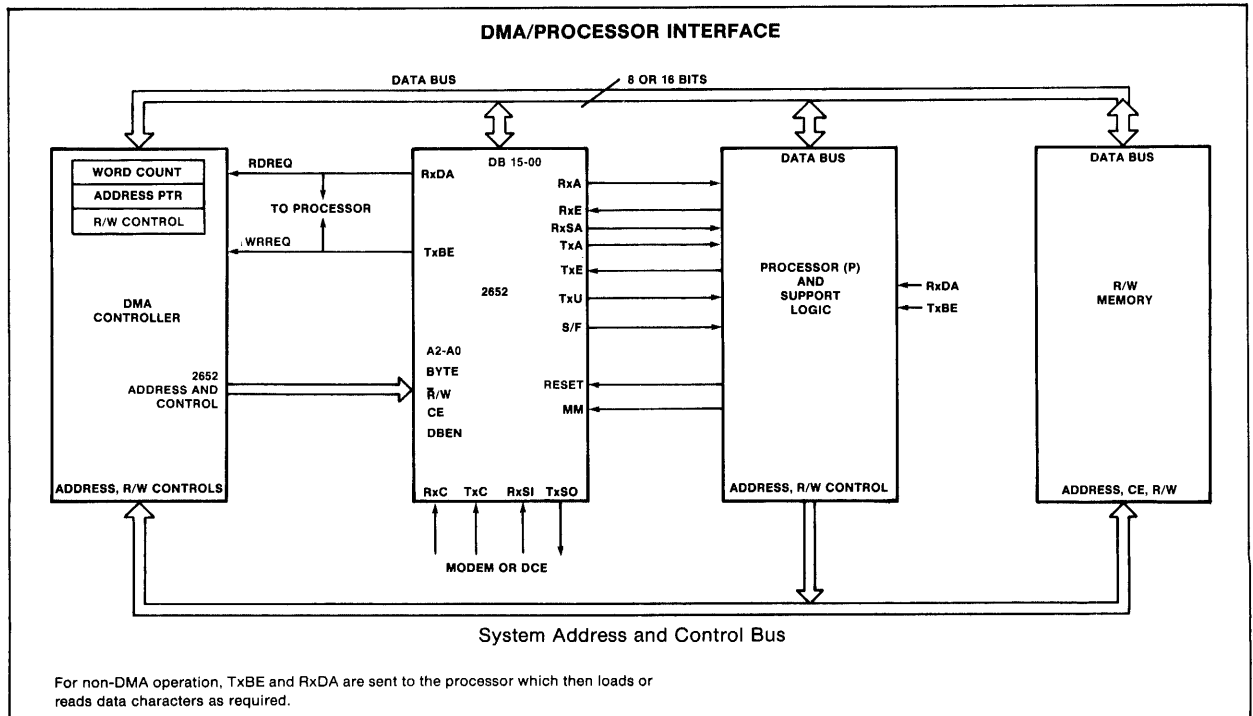 DMA/PROCESSOR INTERFACE
DATA BUS
8 OR 16 BITS
WORD COUNT
ADDRESS PTR
R/W CONTROL
DMA
CONTROLLER
2652
ADDRESS AND
CONTROL
ADDRESS, R/W CONTROLS
RDREQ
TO PROCESSOR
WRREQ
DB 15-00
RxDA
TxBE
2652
A2-A0
BYTE
R̅/W
CE
DBEN
RxC TxC RxSI TxSO
MODEM OR DCE
RxA
RxE
RxSA
TxA
TxE
TxU
S/F
RESET
MM
DATA BUS
PROCESSOR (P)
AND
SUPPORT
LOGIC
ADDRESS, R/W CONTROL
RxDA
TxBE
DATA BUS
R/W
MEMORY
ADDRESS, CE, R/W
System Address and Control Bus
For non-DMA operation, TxBE and RxDA are sent to the processor which then loads or
reads data characters as required.